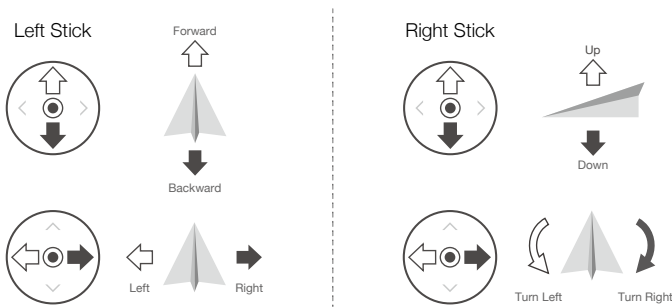 Left Stick
Forward
Backward
Left
Right
Right Stick
Up
Down
Turn Left
Turn Right